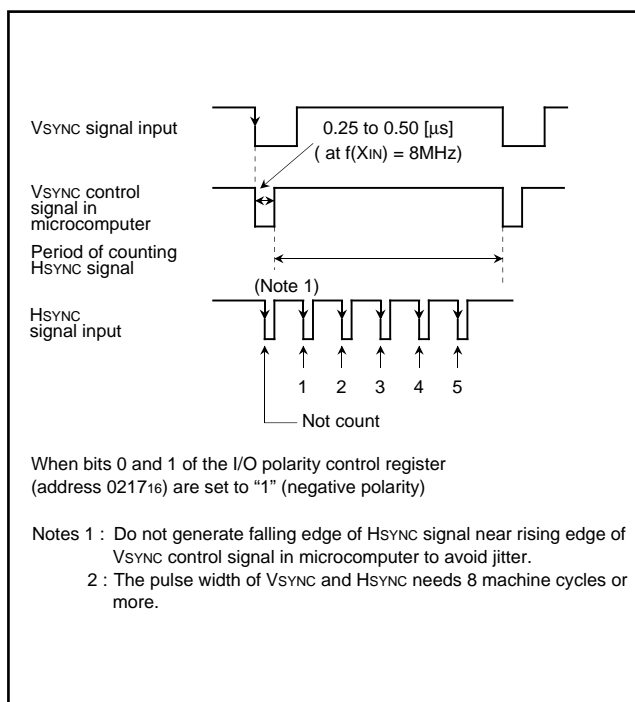 VSYNC signal input
0.25 to 0.50 [µs]
( at f(XIN) = 8MHz)
VSYNC control
signal in
microcomputer
Period of counting
HSYNC signal
(Note 1)
HSYNC
signal input
1 2 3 4 5
Not count
When bits 0 and 1 of the I/O polarity control register
(address 021716) are set to “1” (negative polarity)
Notes 1 : Do not generate falling edge of HSYNC signal near rising edge of
VSYNC control signal in microcomputer to avoid jitter.
2 : The pulse width of VSYNC and HSYNC needs 8 machine cycles or
more.